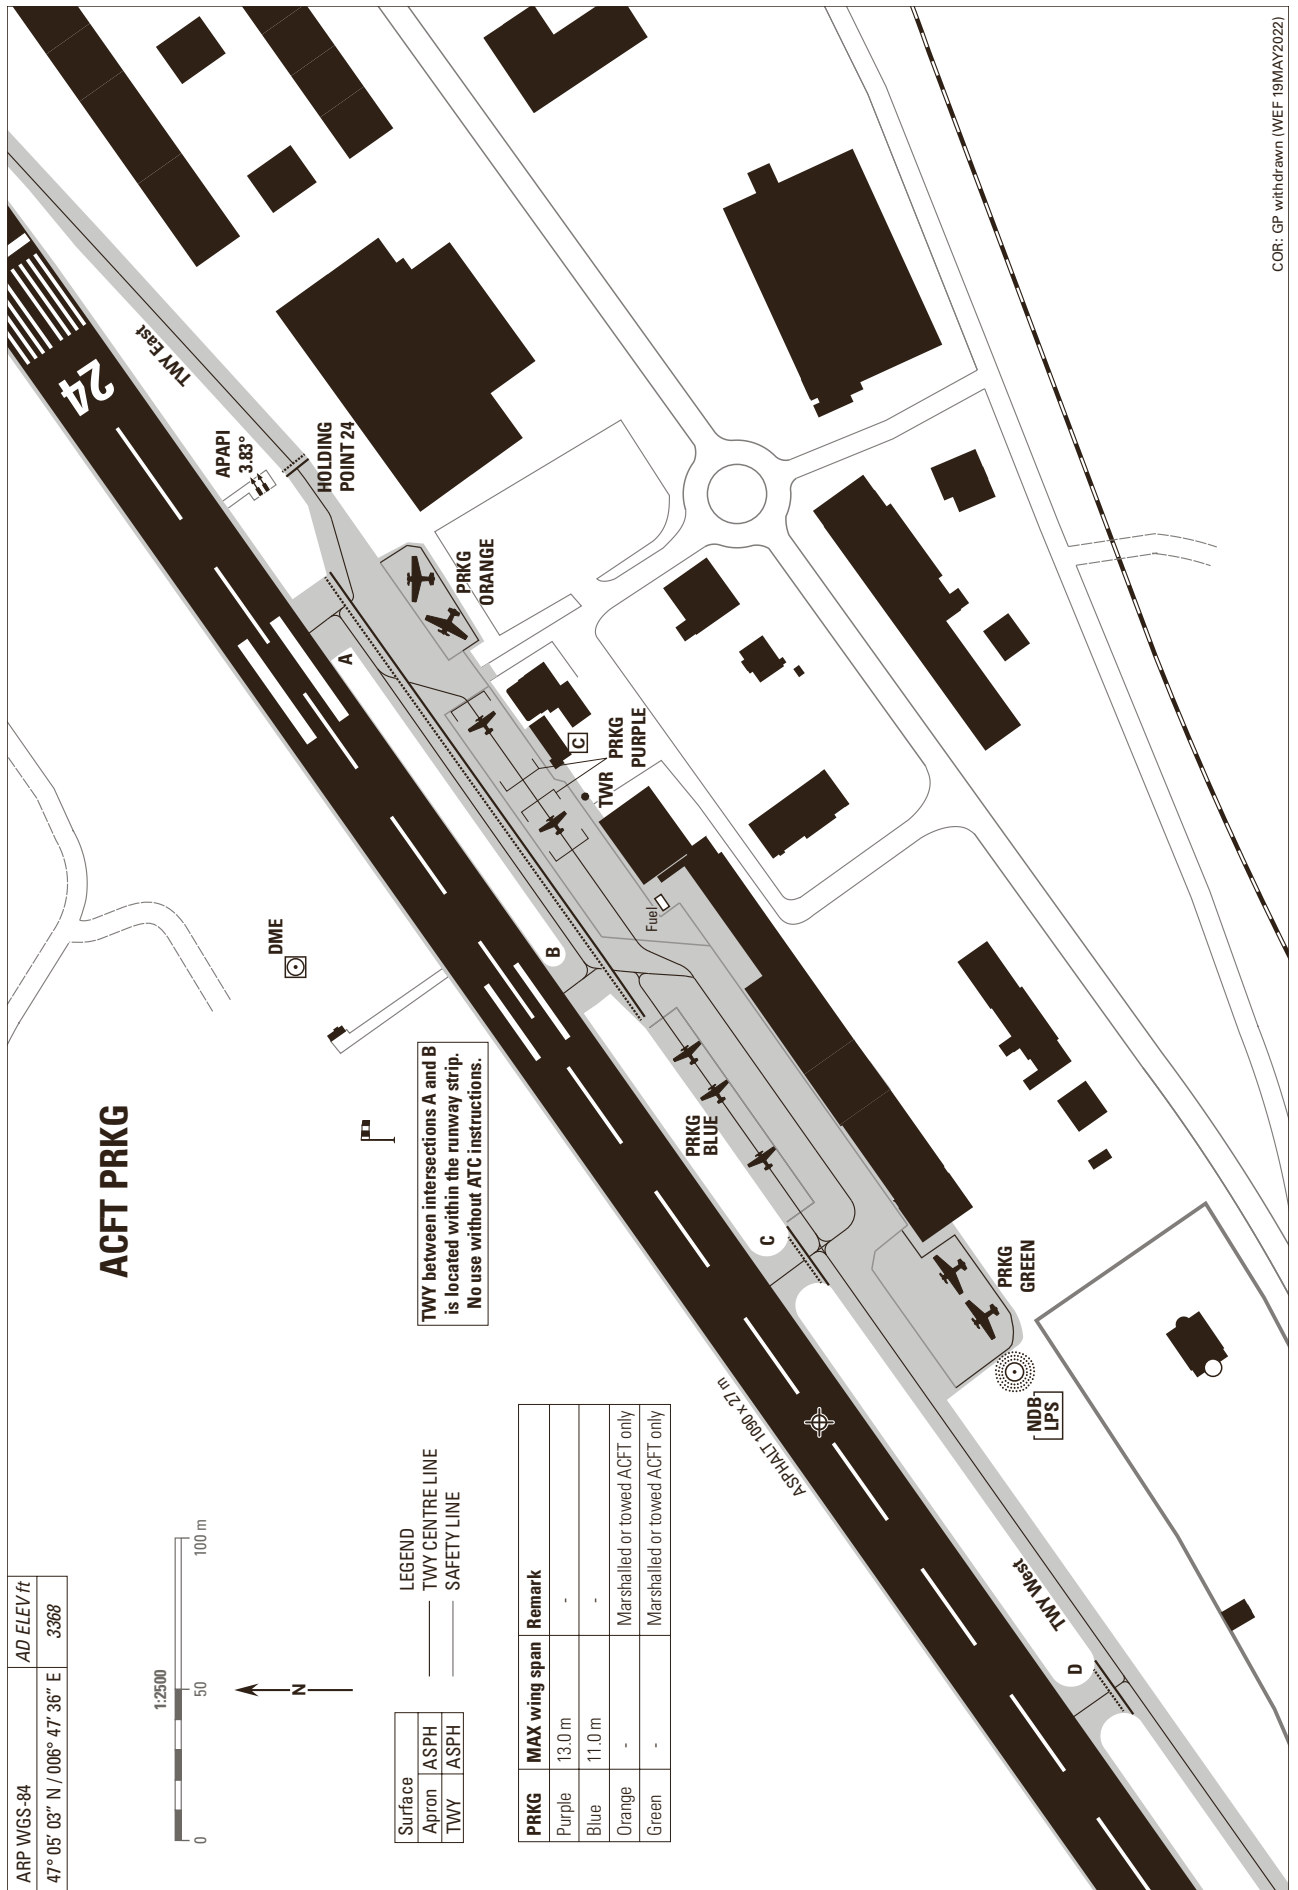 ACFT PRKG
ARP WGS-84
AD ELEV ft
47° 05' 03" N / 006° 47' 36" E
3368
1:2500
0
50
100 m
N
Surface
Apron ASPH
TWY ASPH
LEGEND
TWY CENTRE LINE
SAFETY LINE
PRKG MAX wing span Remark
Purple 13.0 m -
Blue 11.0 m -
Orange - Marshalled or towed ACFT only
Green - Marshalled or towed ACFT only
TWY between intersections A and B
is located within the runway strip.
No use without ATC instructions.
DME
24
TWY East
APAPI
3.83°
HOLDING
POINT 24
PRKG
ORANGE
A
C
PRKG
PURPLE
TWR
Fuel
B
PRKG
BLUE
C
PRKG
GREEN
NDB
LPS
ASPHALT 1090 x 27 m
TWY West
D
COR: GP withdrawn (WEF 19MAY2022)